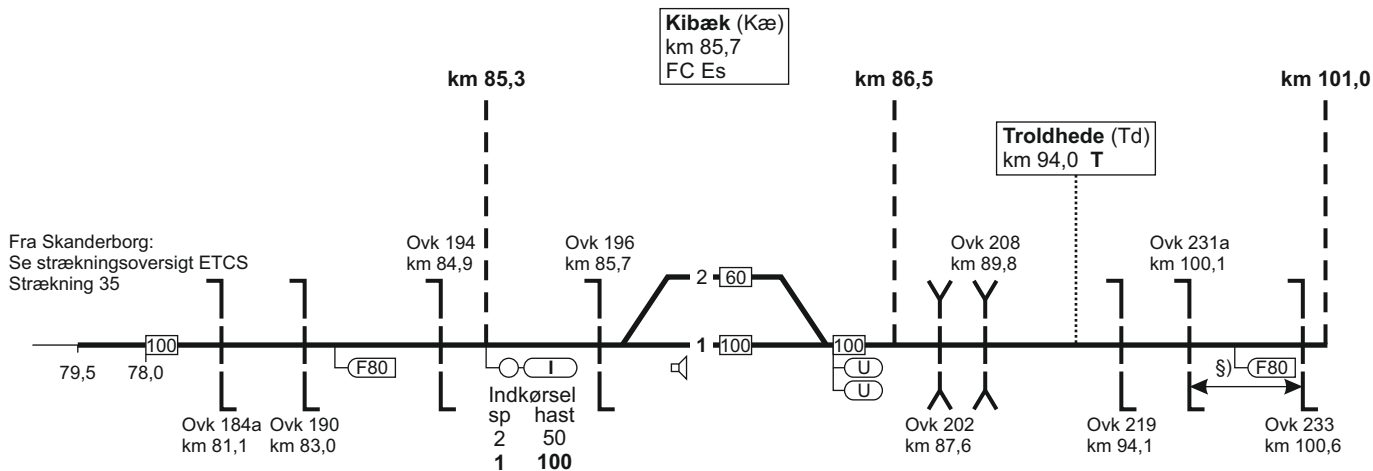 Kibæk (Kæ)
km 85,7
FC Es
km 85,3
km 86,5
km 101,0
Troldhede (Td)
km 94,0 T
Fra Skanderborg:
Se strækningsoversigt ETCS
Strækning 35
Ovk 194
km 84,9
Ovk 196
km 85,7
Ovk 208
km 89,8
Ovk 231a
km 100,1
2 60
100
1 100
100
79,5
78,0
F80
I
U
U
§)
F80
Ovk 184a
km 81,1
Ovk 190
km 83,0
Indkørsel
sp hast
2 50
1 100
Ovk 202
km 87,6
Ovk 219
km 94,1
Ovk 233
km 100,6